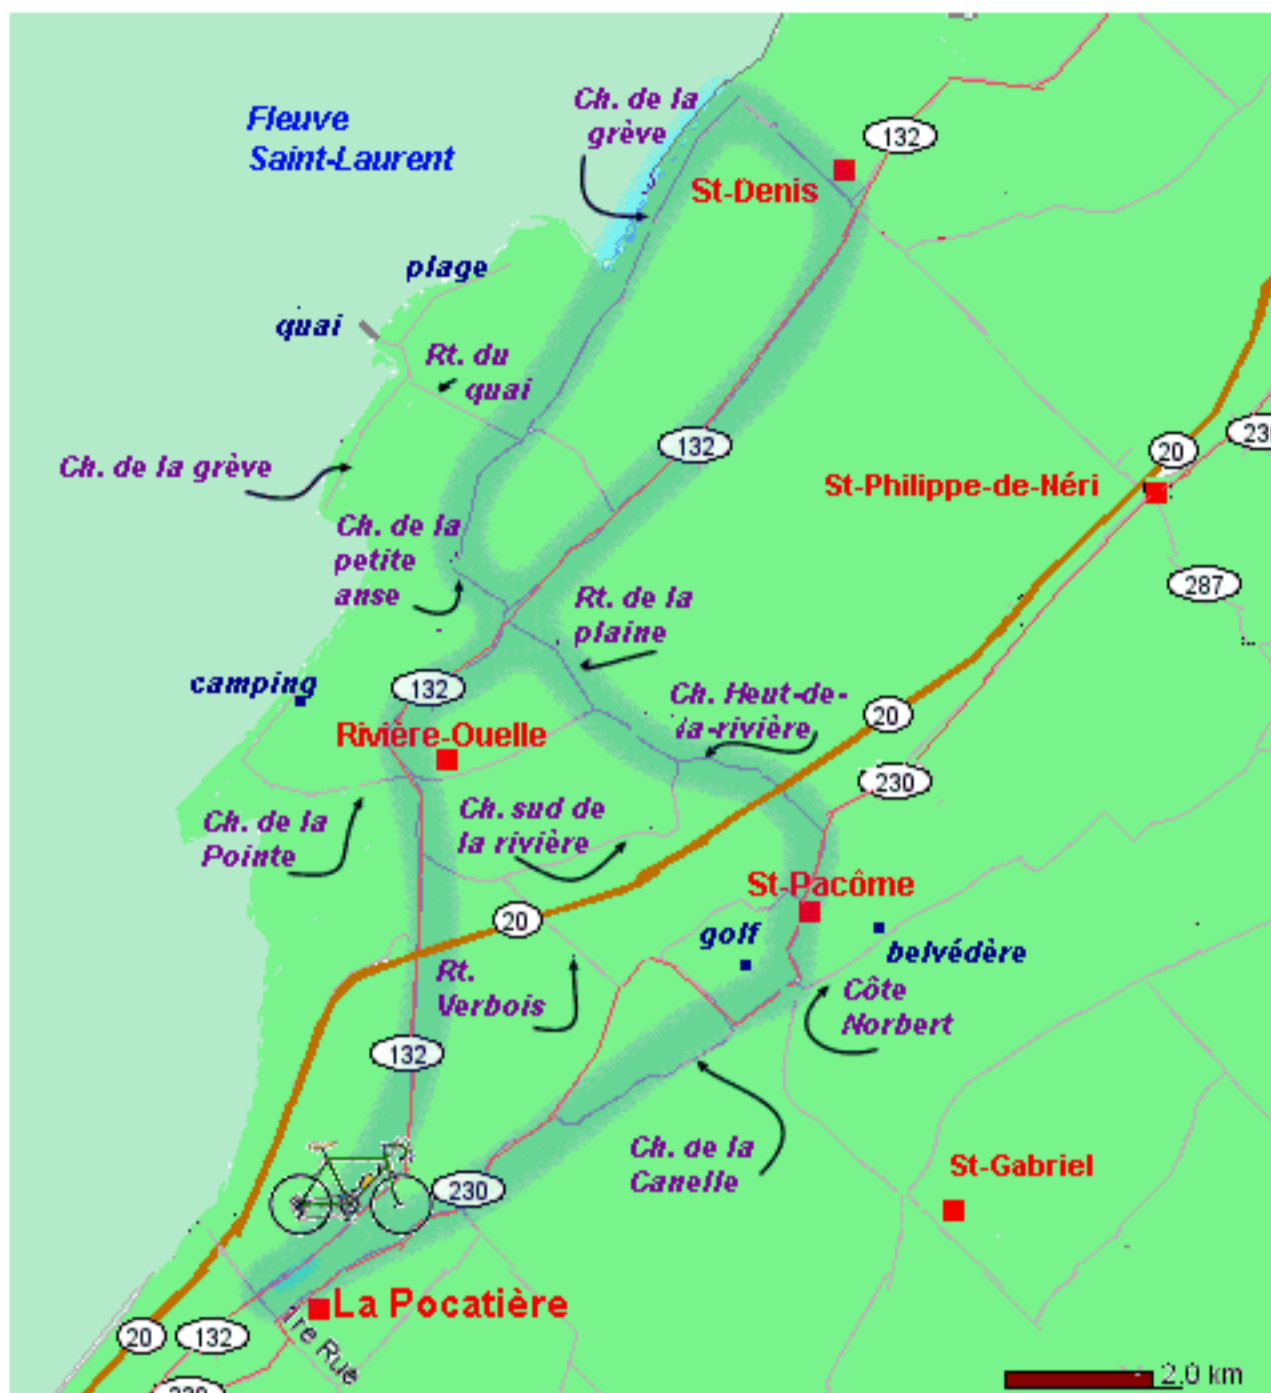 Ch. de la
grève
Fleuve
Saint-Laurent
132
St-Denis
plage
quai
Rt. du
quai
132
20
Ch. de la grève
St-Philippe-de-Néri
Ch. de la
petite
anse
287
Rt. de la
plaine
camping
132
Ch. Heut-de-
la-rivière
20
Rivière-Ouelle
230
Ch. de la
Pointe
Ch. sud de
la rivière
St-Pacôme
20
golf
belvédère
Rt.
Verbois
Côte
Norbert
132
Ch. de la
Canelle
230
St-Gabriel
La Pocatière
1re Rue
20
132
2,0 km